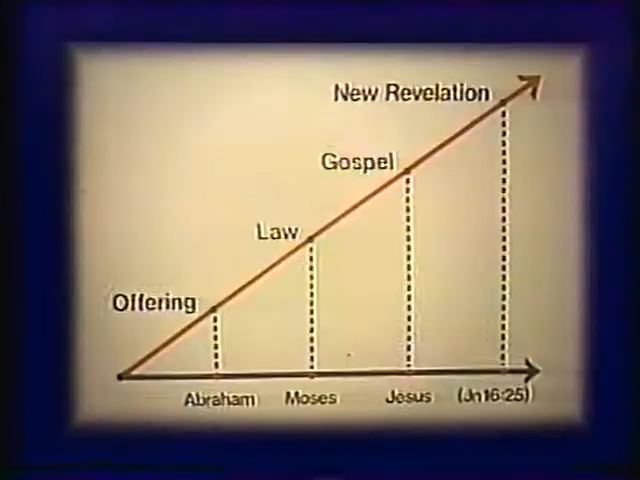 New Revelation
Gospel
Law
Offering
Abraham Moses Jesus (Jn16:25)